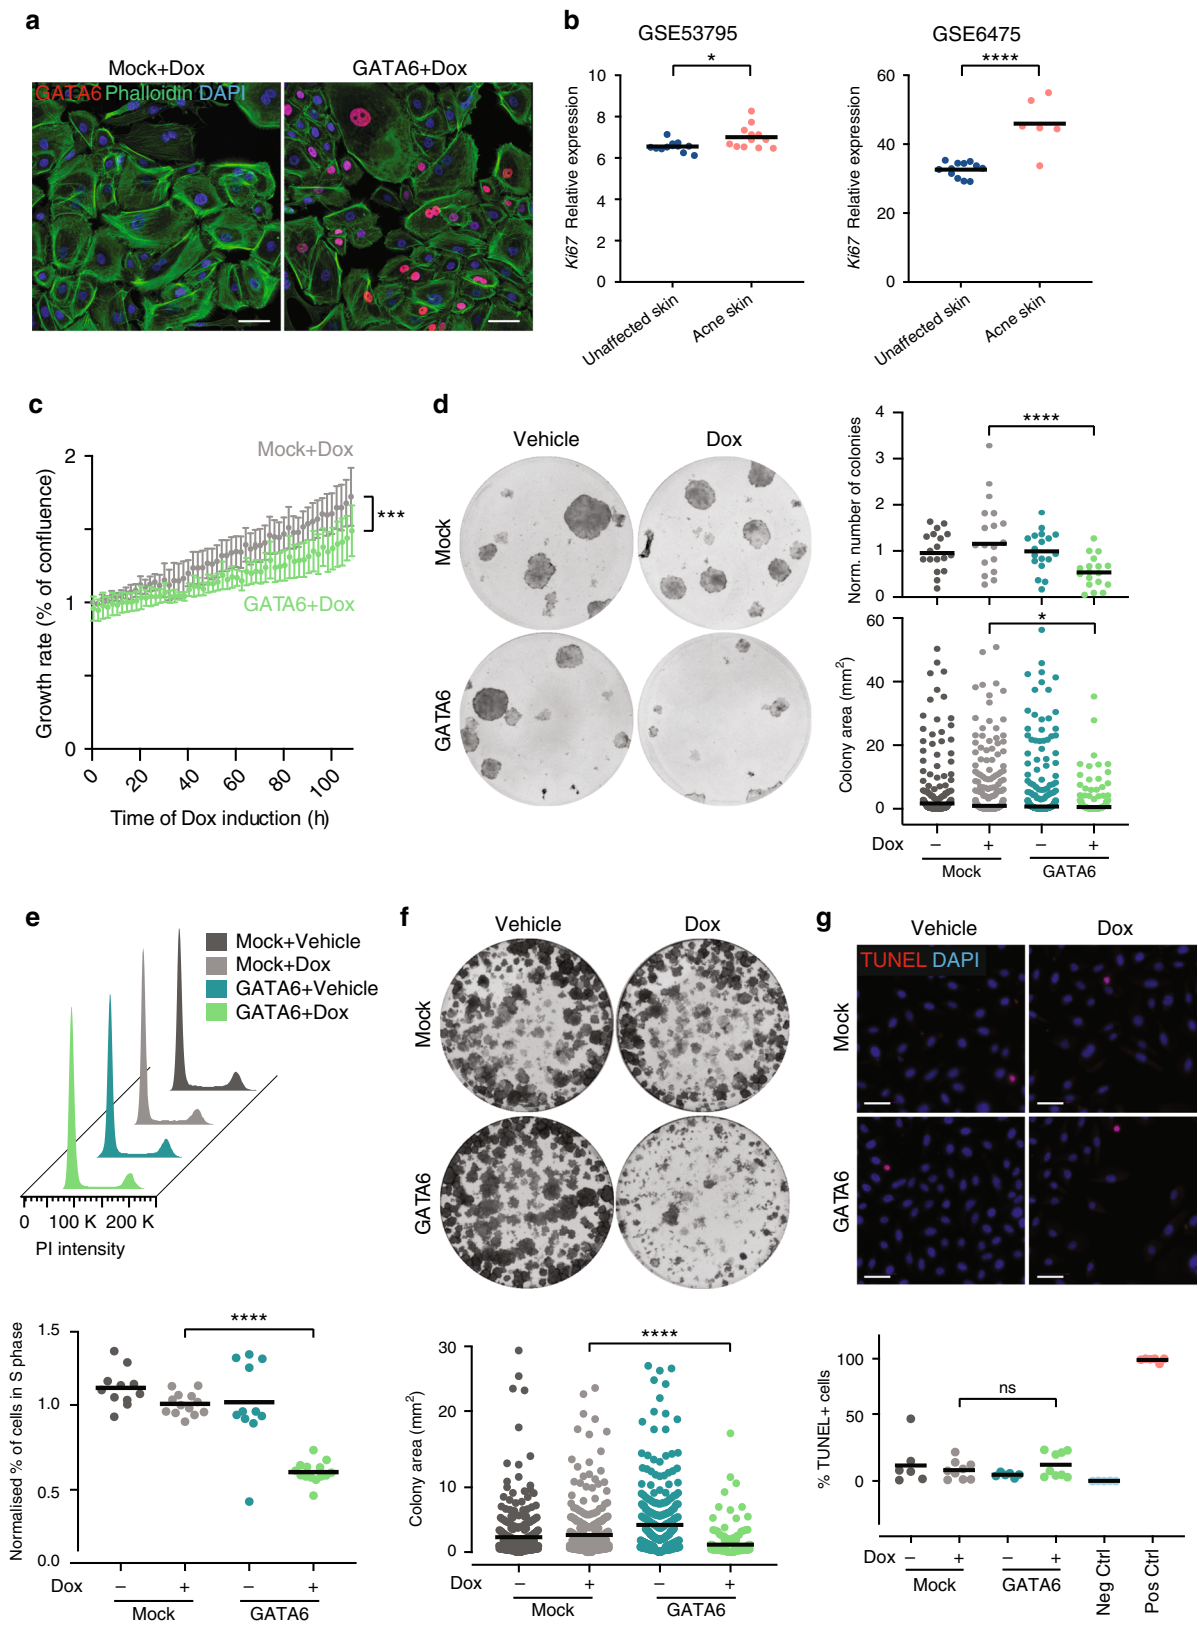 a
Mock+Dox
GATA6+Dox
GATA6 Phalloidin DAPI
b
GSE53795
*
10
8
6
4
2
0
Ki67 Relative expression
Unaffected skin
Acne skin
GSE6475
****
60
40
20
0
Ki67 Relative expression
Unaffected skin
Acne skin
c
Mock+Dox
***
GATA6+Dox
2
1
0
Growth rate (% of confluence)
0 20 40 60 80 100
Time of Dox induction (h)
d
Vehicle
Dox
Mock
GATA6
****
4
3
2
1
0
Norm. number of colonies
*
60
40
20
0
Colony area (mm²)
Dox – + – +
Mock GATA6
e
Mock+Vehicle
Mock+Dox
GATA6+Vehicle
GATA6+Dox
0 100 K 200 K
PI intensity
****
1.5
1.0
0.5
0.0
Normalised % of cells in S phase
Dox – + – +
Mock GATA6
f
Vehicle
Dox
Mock
GATA6
****
30
20
10
0
Colony area (mm²)
Dox – + – +
Mock GATA6
g
Vehicle
Dox
TUNEL DAPI
Mock
GATA6
ns
100
50
0
% TUNEL+ cells
Dox – + – +
Mock GATA6
Neg Ctrl
Pos Ctrl